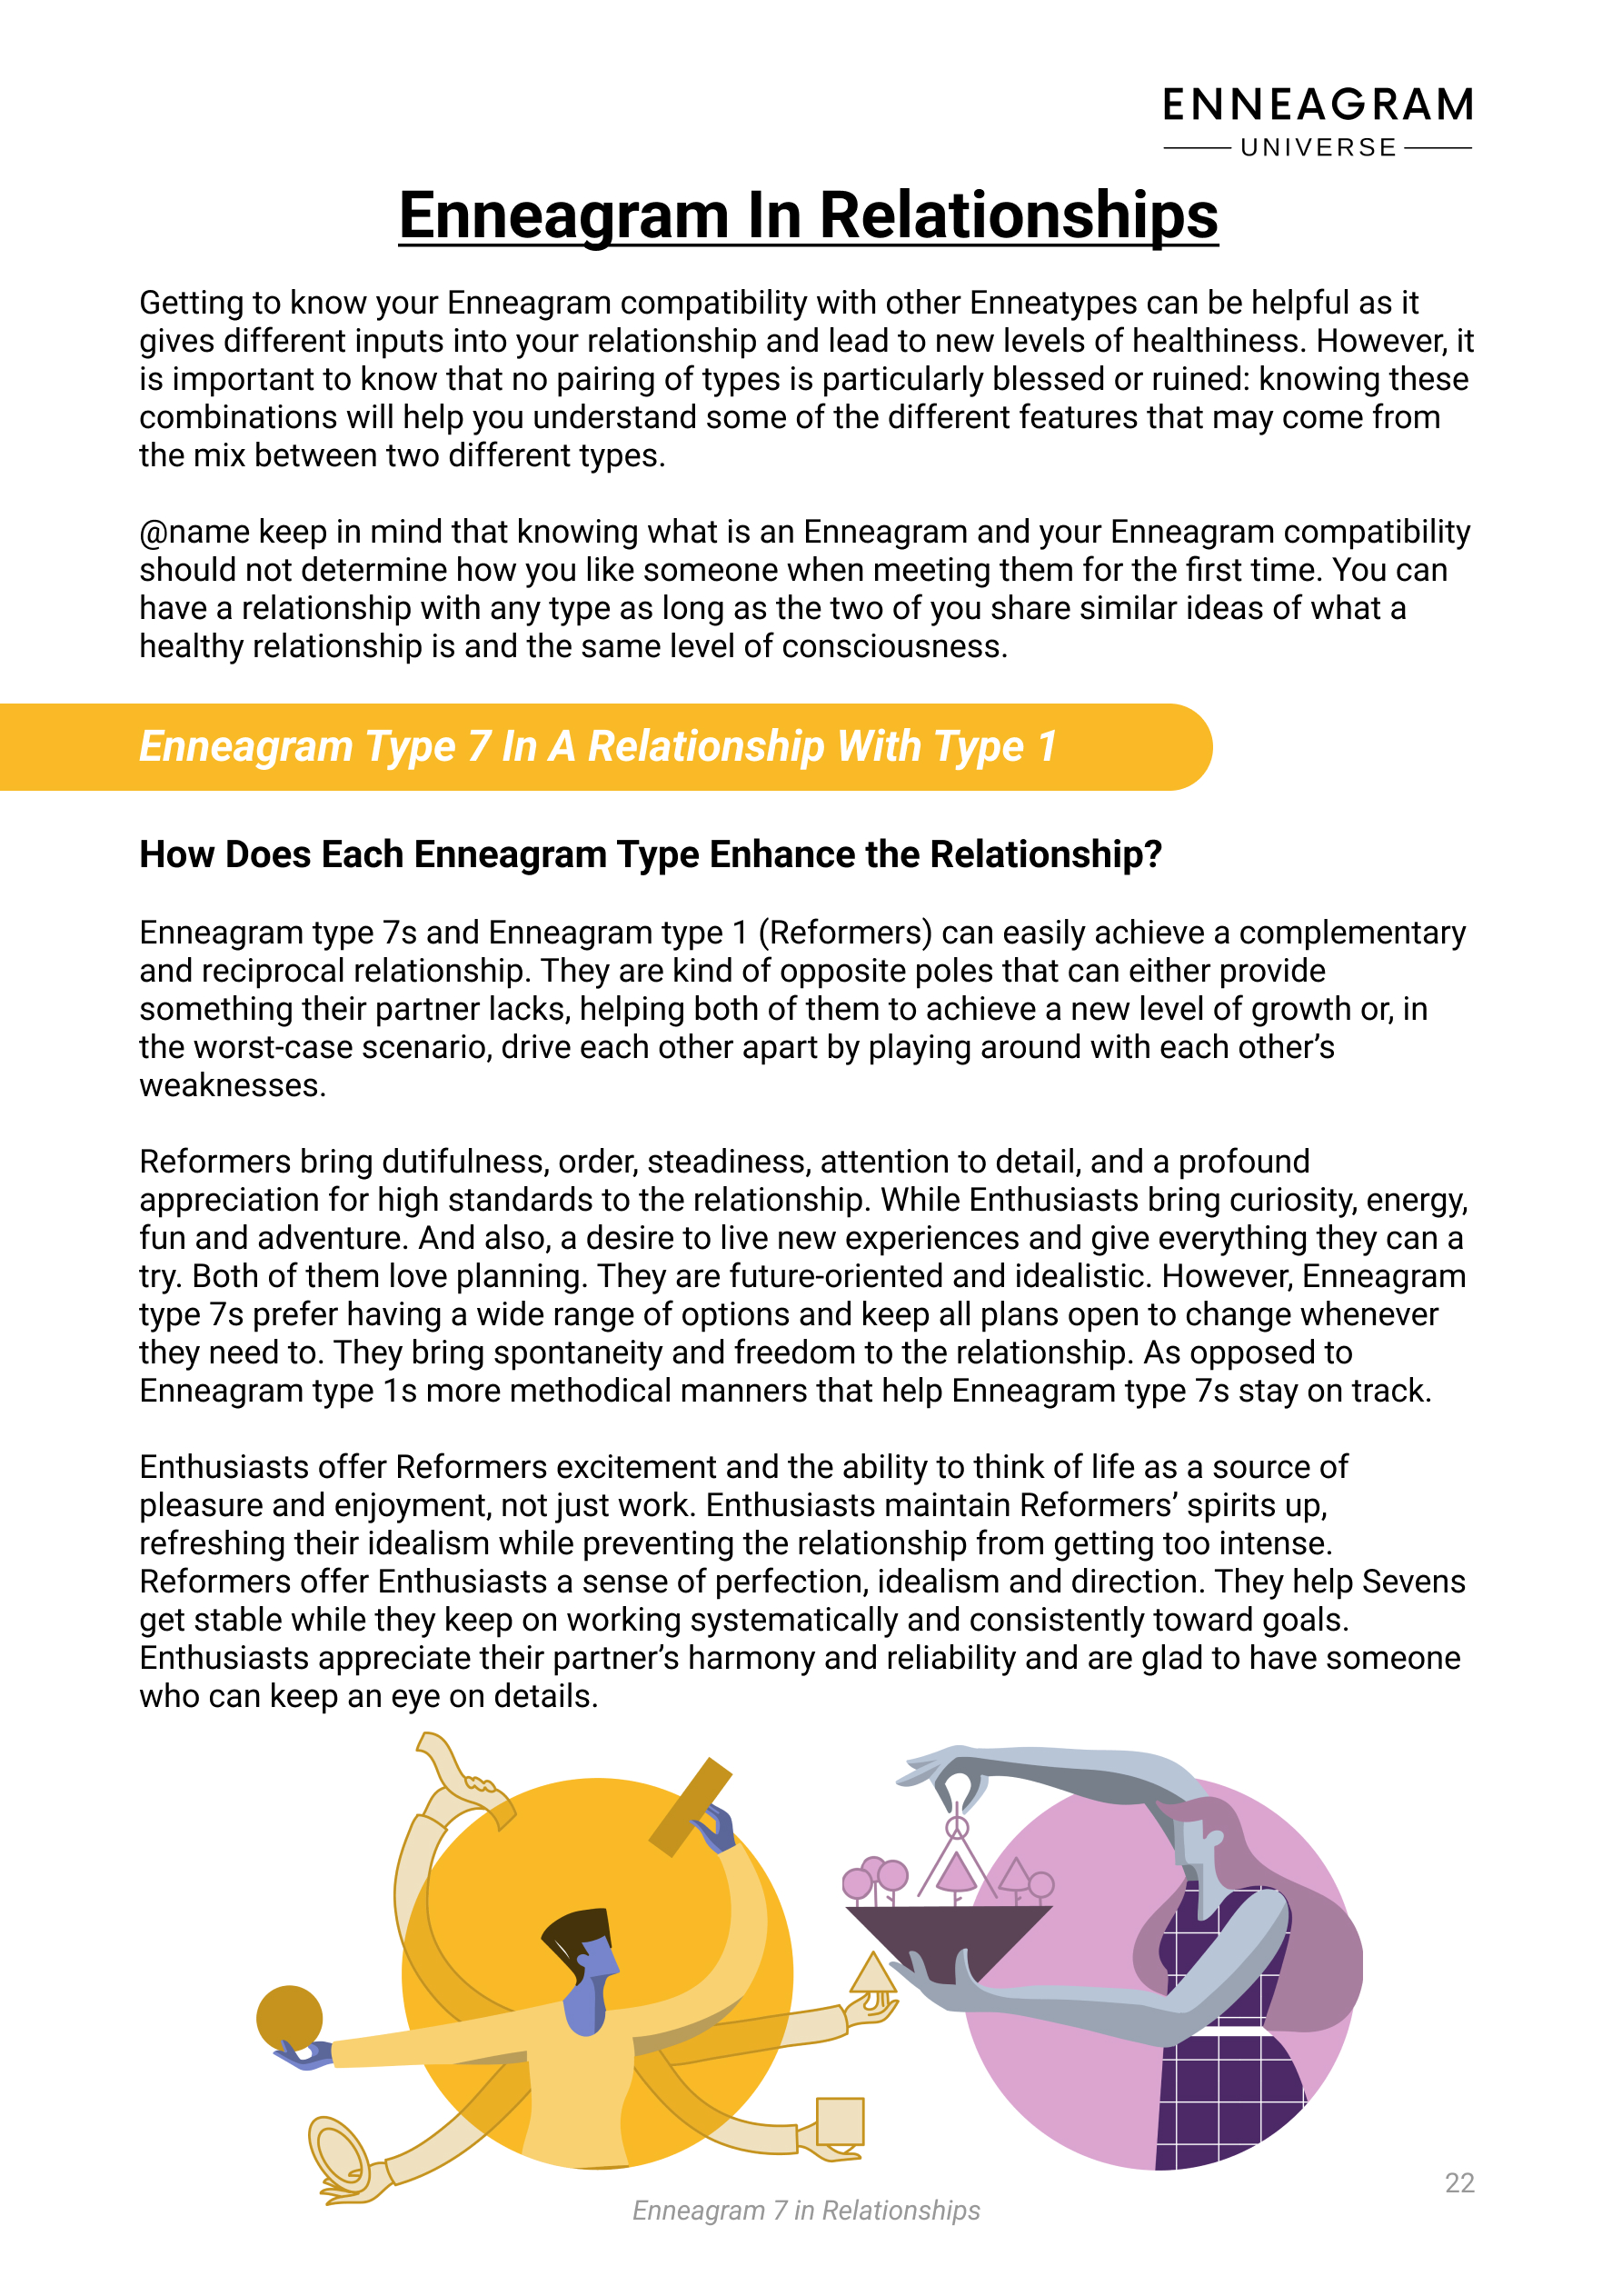 ENNEAGRAM
UNIVERSE
Enneagram In Relationships
Getting to know your Enneagram compatibility with other Enneatypes can be helpful as it
gives different inputs into your relationship and lead to new levels of healthiness. However, it
is important to know that no pairing of types is particularly blessed or ruined: knowing these
combinations will help you understand some of the different features that may come from
the mix between two different types.
@name keep in mind that knowing what is an Enneagram and your Enneagram compatibility
should not determine how you like someone when meeting them for the first time. You can
have a relationship with any type as long as the two of you share similar ideas of what a
healthy relationship is and the same level of consciousness.
Enneagram Type 7 In A Relationship With Type 1
How Does Each Enneagram Type Enhance the Relationship?
Enneagram type 7s and Enneagram type 1 (Reformers) can easily achieve a complementary
and reciprocal relationship. They are kind of opposite poles that can either provide
something their partner lacks, helping both of them to achieve a new level of growth or, in
the worst-case scenario, drive each other apart by playing around with each other’s
weaknesses.
Reformers bring dutifulness, order, steadiness, attention to detail, and a profound
appreciation for high standards to the relationship. While Enthusiasts bring curiosity, energy,
fun and adventure. And also, a desire to live new experiences and give everything they can a
try. Both of them love planning. They are future-oriented and idealistic. However, Enneagram
type 7s prefer having a wide range of options and keep all plans open to change whenever
they need to. They bring spontaneity and freedom to the relationship. As opposed to
Enneagram type 1s more methodical manners that help Enneagram type 7s stay on track.
Enthusiasts offer Reformers excitement and the ability to think of life as a source of
pleasure and enjoyment, not just work. Enthusiasts maintain Reformers’ spirits up,
refreshing their idealism while preventing the relationship from getting too intense.
Reformers offer Enthusiasts a sense of perfection, idealism and direction. They help Sevens
get stable while they keep on working systematically and consistently toward goals.
Enthusiasts appreciate their partner’s harmony and reliability and are glad to have someone
who can keep an eye on details.
22
Enneagram 7 in Relationships